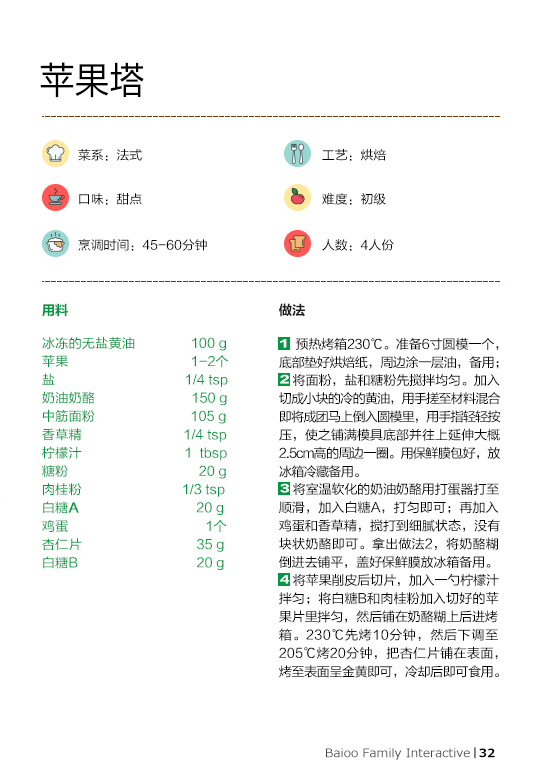 苹果塔
菜系：法式
工艺：烘焙
口味：甜点
难度：初级
烹调时间：45-60分钟
人数：4人份
用料
冰冻的无盐黄油 100 g
苹果 1-2个
盐 1/4 tsp
奶油奶酪 150 g
中筋面粉 105 g
香草精 1/4 tsp
柠檬汁 1 tbsp
糖粉 20 g
肉桂粉 1/3 tsp
白糖A 20 g
鸡蛋 1个
杏仁片 35 g
白糖B 20 g
做法
1 预热烤箱230℃。准备6寸圆模一个，
底部垫好烘焙纸，周边涂一层油，备用；
2 将面粉，盐和糖粉先搅拌均匀。加入
切成小块的冷的黄油，用手搓至材料混合
即将成团马上倒入圆模里，用手指轻轻按
压，使之铺满模具底部并往上延伸大概
2.5cm高的周边一圈。用保鲜膜包好，放
冰箱冷藏备用。
3 将室温软化的奶油奶酪用打蛋器打至
顺滑，加入白糖A，打匀即可；再加入
鸡蛋和香草精，搅打到细腻状态，没有
块状奶酪即可。拿出做法2，将奶酪糊
倒进去铺平，盖好保鲜膜放冰箱备用。
4 将苹果削皮后切片，加入一勺柠檬汁
拌匀；将白糖B和肉桂粉加入切好的苹
果片里拌匀，然后铺在奶酪糊上后进烤
箱。230℃先烤10分钟，然后下调至
205℃烤20分钟，把杏仁片铺在表面，
烤至表面呈金黄即可，冷却后即可食用。
Baioo Family Interactive | 32